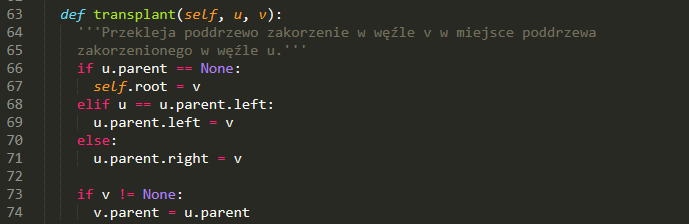 63 def transplant(self, u, v):
64 '''Przekleja poddrzewo zakorzenie w węźle v w miejsce poddrzewa
65 zakorzenionego w węźle u.'''
66 if u.parent == None:
67 self.root = v
68 elif u == u.parent.left:
69 u.parent.left = v
70 else:
71 u.parent.right = v
72
73 if v != None:
74 v.parent = u.parent